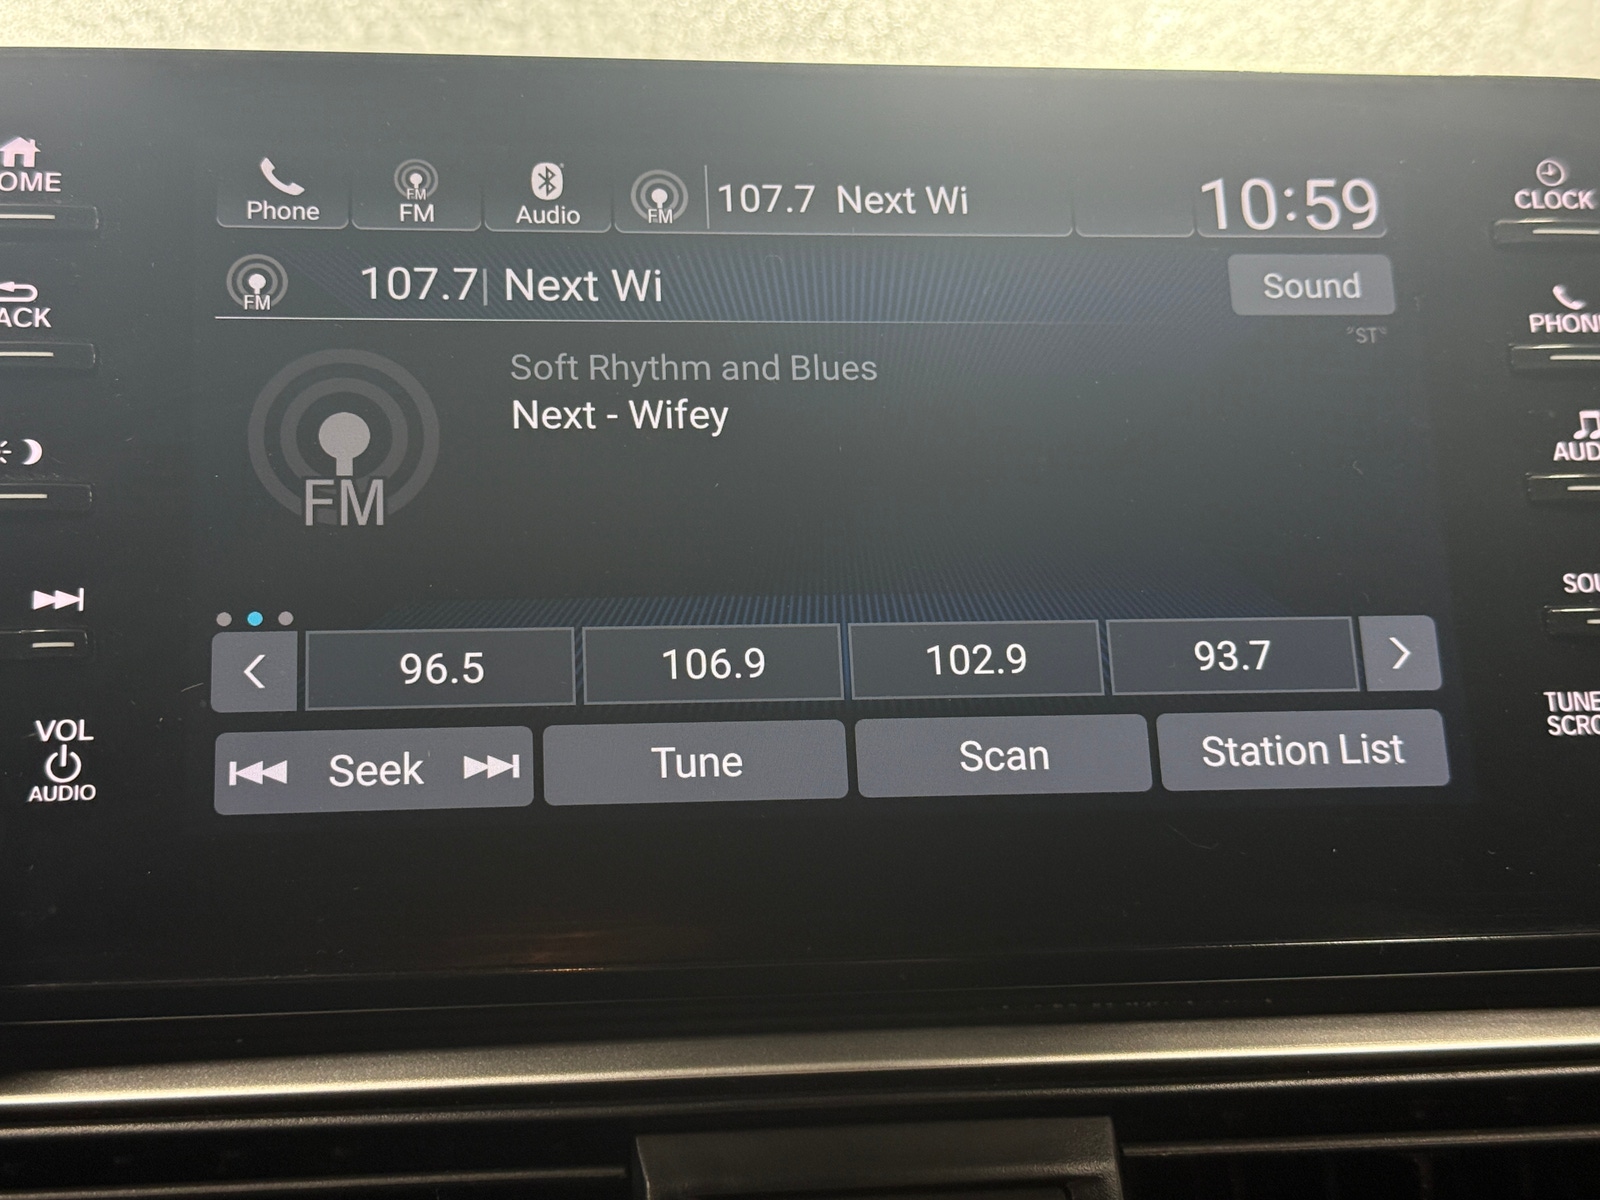 OME
ACK
VOL
AUDIO
Phone
FM
FM
Audio
FM
107.7 Next Wi
10:59
FM
107.7| Next Wi
Sound
"ST"
FM
Soft Rhythm and Blues
Next - Wifey
96.5
106.9
102.9
93.7
Seek
Tune
Scan
Station List
CLOCK
PHON
AUD
SOU
TUNE
SCRO